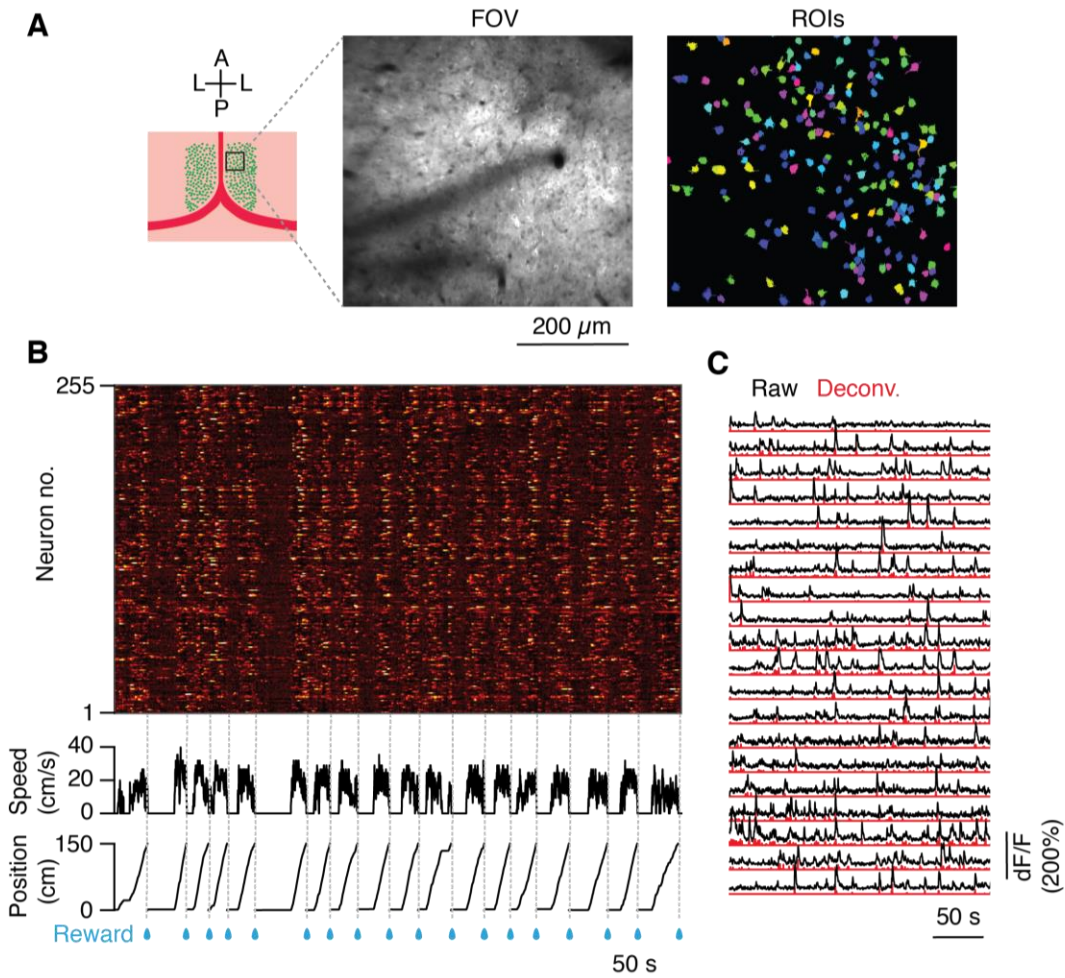 A
FOV
ROIs
A
L L
P
200 µm
B
255
Neuron no.
1
40
20
0
Speed
(cm/s)
150
0
Position
(cm)
Reward
50 s
C
Raw Deconv.
dF/F
(200%)
50 s